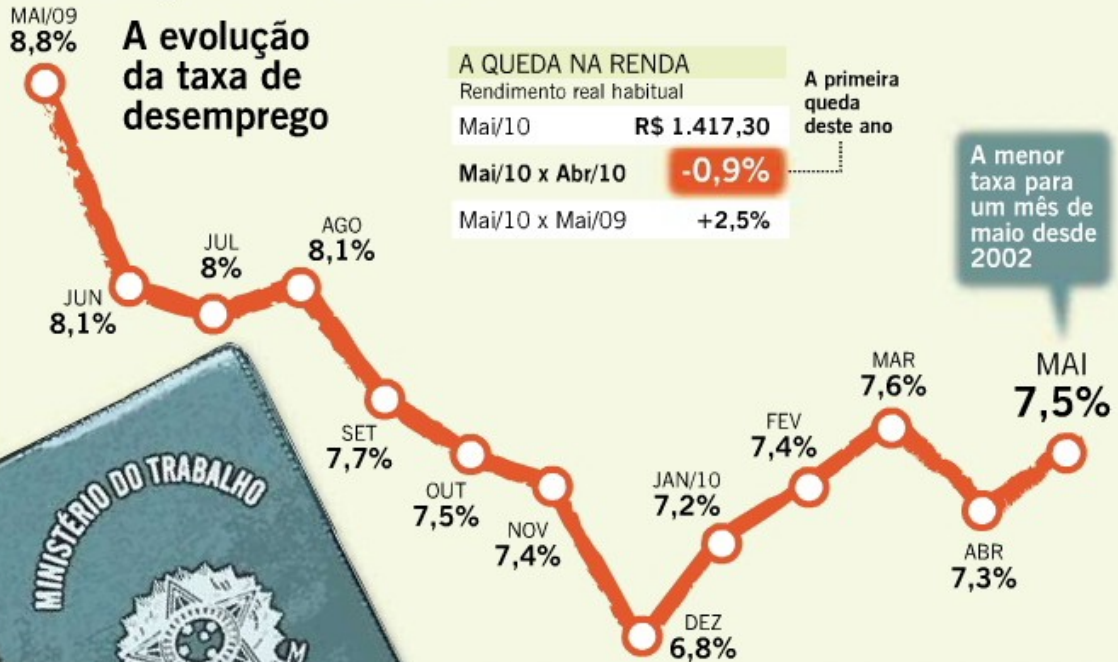 MAI/09
8,8%
A evolução
da taxa de
desemprego
A QUEDA NA RENDA
Rendimento real habitual
Mai/10 R$ 1.417,30
Mai/10 x Abr/10 -0,9%
Mai/10 x Mai/09 +2,5%
A primeira
queda
deste ano
A menor
taxa para
um mês de
maio desde
2002
JUN
8,1%
JUL
8%
AGO
8,1%
SET
7,7%
OUT
7,5%
NOV
7,4%
DEZ
6,8%
JAN/10
7,2%
FEV
7,4%
MAR
7,6%
ABR
7,3%
MAI
7,5%
MINISTÉRIO DO TRABALHO
M